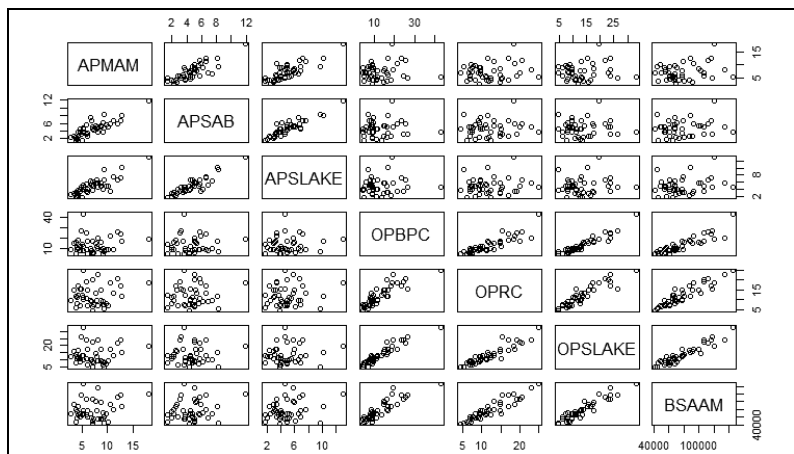 2 4 6 8 12
10 30
5 15 25
APMAM
5 15
2 6 12
APSAB
APSLAKE
2 8
10 40
OPBPC
OPRC
5 15
5 20
OPSLAKE
BSAAM
40000
5 10 15
2 6 10
5 10 20
40000 100000